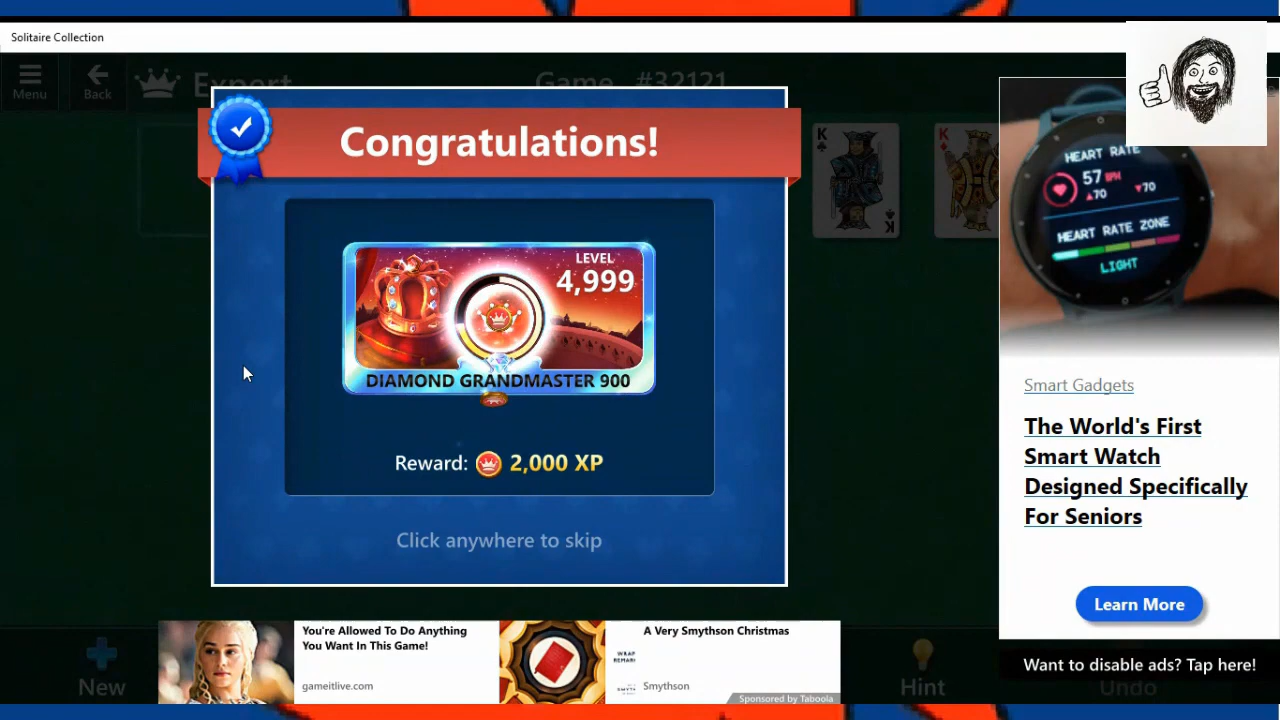 Solitaire Collection
Menu
Back
Expert
Game #32121
Congratulations!
LEVEL
4,999
DIAMOND GRANDMASTER 900
Reward: 2,000 XP
Click anywhere to skip
K
K
K
HEART RATE
57 BPM
▲70 ▼70
HEART RATE ZONE
LIGHT
Smart Gadgets
The World's First
Smart Watch
Designed Specifically
For Seniors
Learn More
Want to disable ads? Tap here!
New
You're Allowed To Do Anything
You Want In This Game!
gameitlive.com
A Very Smythson Christmas
Smythson
Sponsored by Taboola
Hint
Undo